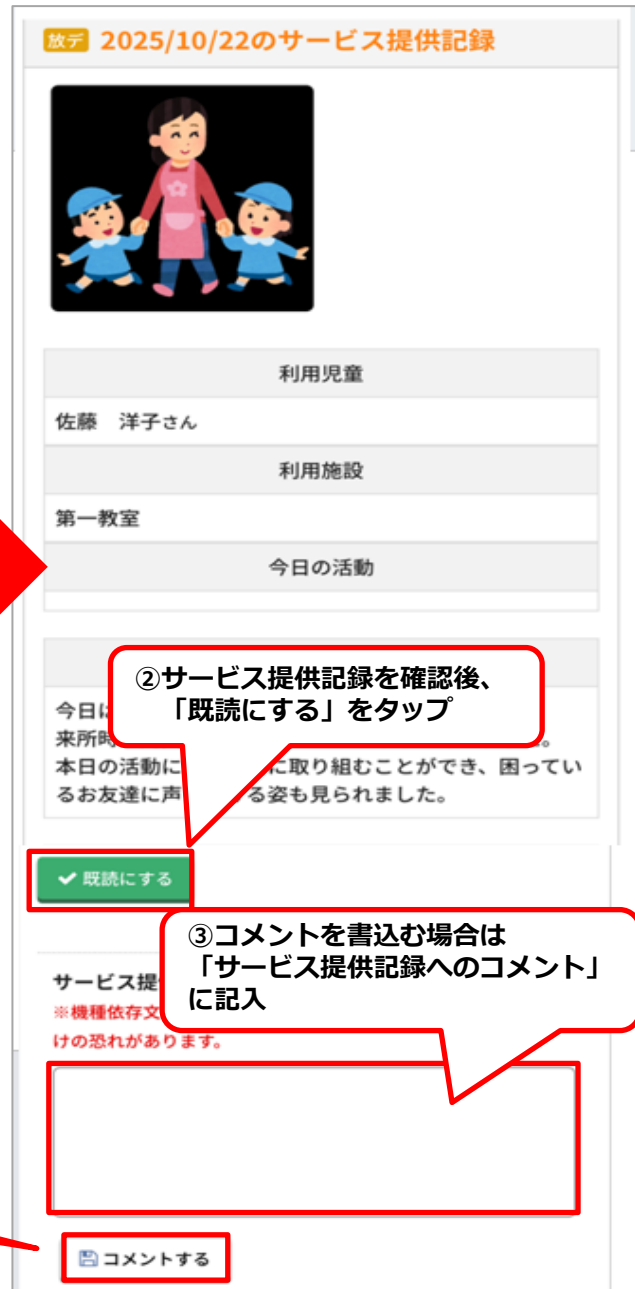 放デ 2025/10/22のサービス提供記録
利用児童
佐藤　洋子さん
利用施設
第一教室
今日の活動
②サービス提供記録を確認後、
「既読にする」をタップ
今日は
来所時
本日の活動に に取り組むことができ、困ってい
るお友達に声 る姿も見られました。
既読にする
③コメントを書込む場合は
「サービス提供記録へのコメント」
に記入
サービス提
※機種依存文
けの恐れがあります。
コメントする